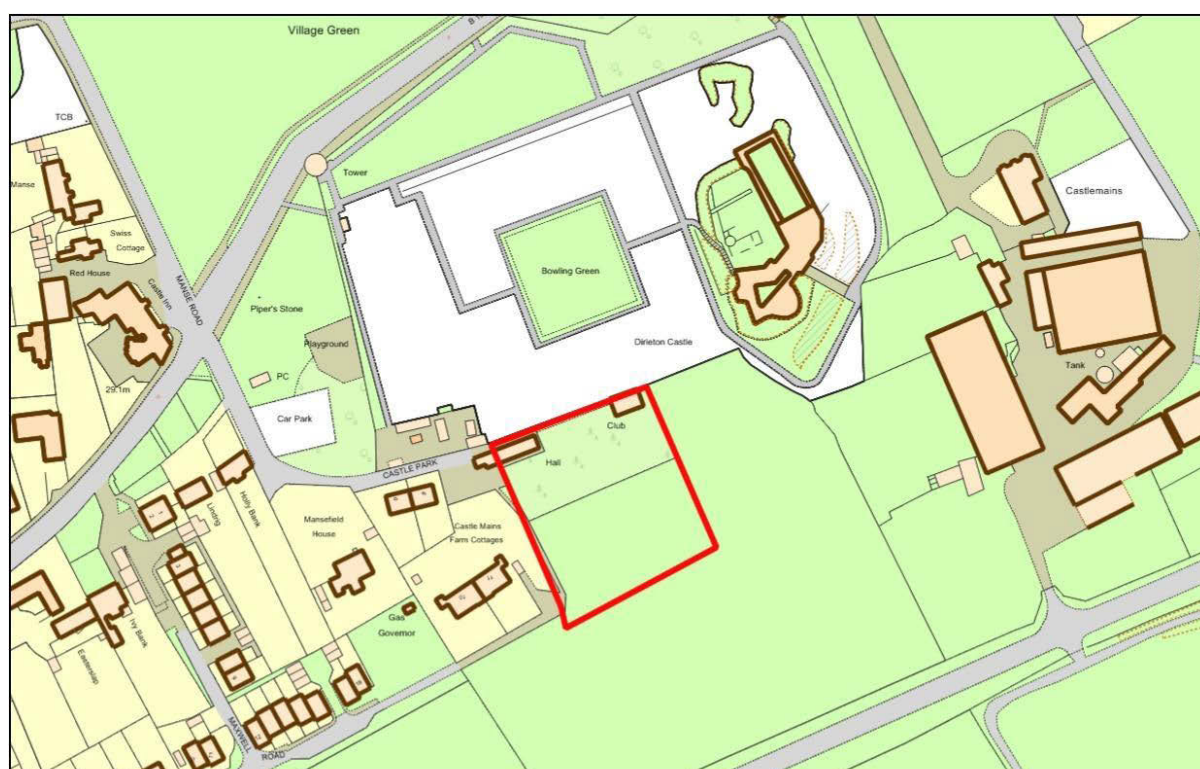 Village Green
B 1
TCB
Manse
Tower
Castlemains
Swiss
Cottage
Red House
Castle Inn
MANSE ROAD
Bowling Green
Piper's Stone
Playground
Dirleton Castle
Tank
PC
29.1m
Car Park
Club
Hall
CASTLE PARK
Holly Bank
Mansefield
House
Castle Mains
Farm Cottages
Gas
Governor
Ivy Bank
MAXWELL
ROAD